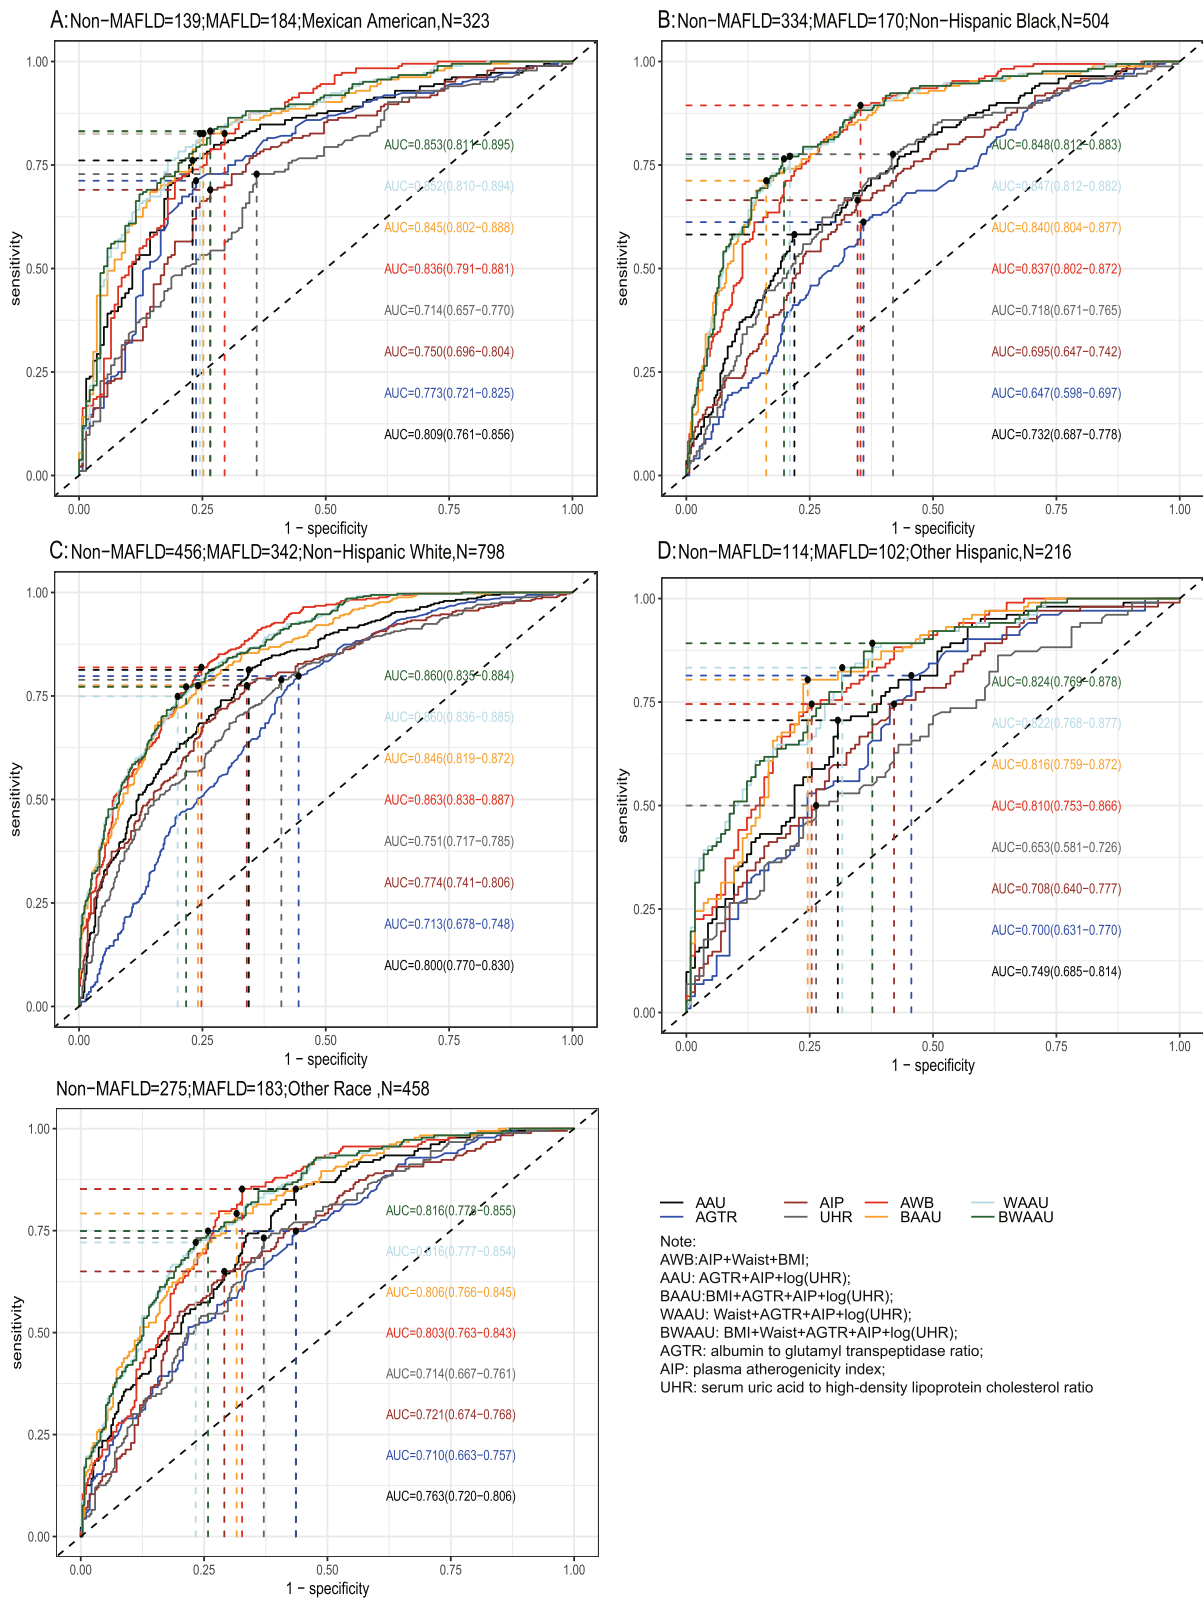 A:Non−MAFLD=139;MAFLD=184;Mexican American,N=323
1.00
0.75
0.50
0.25
0.00
sensitivity
AUC=0.853(0.811−0.895)
AUC=0.852(0.810−0.894)
AUC=0.845(0.802−0.888)
AUC=0.836(0.791−0.881)
AUC=0.714(0.657−0.770)
AUC=0.750(0.696−0.804)
AUC=0.773(0.721−0.825)
AUC=0.809(0.761−0.856)
0.00 0.25 0.50 0.75 1.00
1 − specificity
B:Non−MAFLD=334;MAFLD=170;Non−Hispanic Black,N=504
1.00
0.75
0.50
0.25
0.00
sensitivity
AUC=0.848(0.812−0.883)
AUC=0.847(0.812−0.882)
AUC=0.840(0.804−0.877)
AUC=0.837(0.802−0.872)
AUC=0.718(0.671−0.765)
AUC=0.695(0.647−0.742)
AUC=0.647(0.598−0.697)
AUC=0.732(0.687−0.778)
0.00 0.25 0.50 0.75 1.00
1 − specificity
C:Non−MAFLD=456;MAFLD=342;Non−Hispanic White,N=798
1.00
0.75
0.50
0.25
0.00
sensitivity
AUC=0.860(0.835−0.884)
AUC=0.860(0.836−0.885)
AUC=0.846(0.819−0.872)
AUC=0.863(0.838−0.887)
AUC=0.751(0.717−0.785)
AUC=0.774(0.741−0.806)
AUC=0.713(0.678−0.748)
AUC=0.800(0.770−0.830)
0.00 0.25 0.50 0.75 1.00
1 − specificity
D:Non−MAFLD=114;MAFLD=102;Other Hispanic,N=216
1.00
0.75
0.50
0.25
0.00
sensitivity
AUC=0.824(0.769−0.878)
AUC=0.822(0.768−0.877)
AUC=0.816(0.759−0.872)
AUC=0.810(0.753−0.866)
AUC=0.653(0.581−0.726)
AUC=0.708(0.640−0.777)
AUC=0.700(0.631−0.770)
AUC=0.749(0.685−0.814)
0.00 0.25 0.50 0.75 1.00
1 − specificity
Non−MAFLD=275;MAFLD=183;Other Race ,N=458
1.00
0.75
0.50
0.25
0.00
sensitivity
AUC=0.816(0.778−0.855)
AUC=0.816(0.777−0.854)
AUC=0.806(0.766−0.845)
AUC=0.803(0.763−0.843)
AUC=0.714(0.667−0.761)
AUC=0.721(0.674−0.768)
AUC=0.710(0.663−0.757)
AUC=0.763(0.720−0.806)
0.00 0.25 0.50 0.75 1.00
1 − specificity
AAU AIP AWB WAAU
AGTR UHR BAAU BWAAU
Note:
AWB:AIP+Waist+BMI;
AAU: AGTR+AIP+log(UHR);
BAAU:BMI+AGTR+AIP+log(UHR);
WAAU: Waist+AGTR+AIP+log(UHR);
BWAAU: BMI+Waist+AGTR+AIP+log(UHR);
AGTR: albumin to glutamyl transpeptidase ratio;
AIP: plasma atherogenicity index;
UHR: serum uric acid to high-density lipoprotein cholesterol ratio